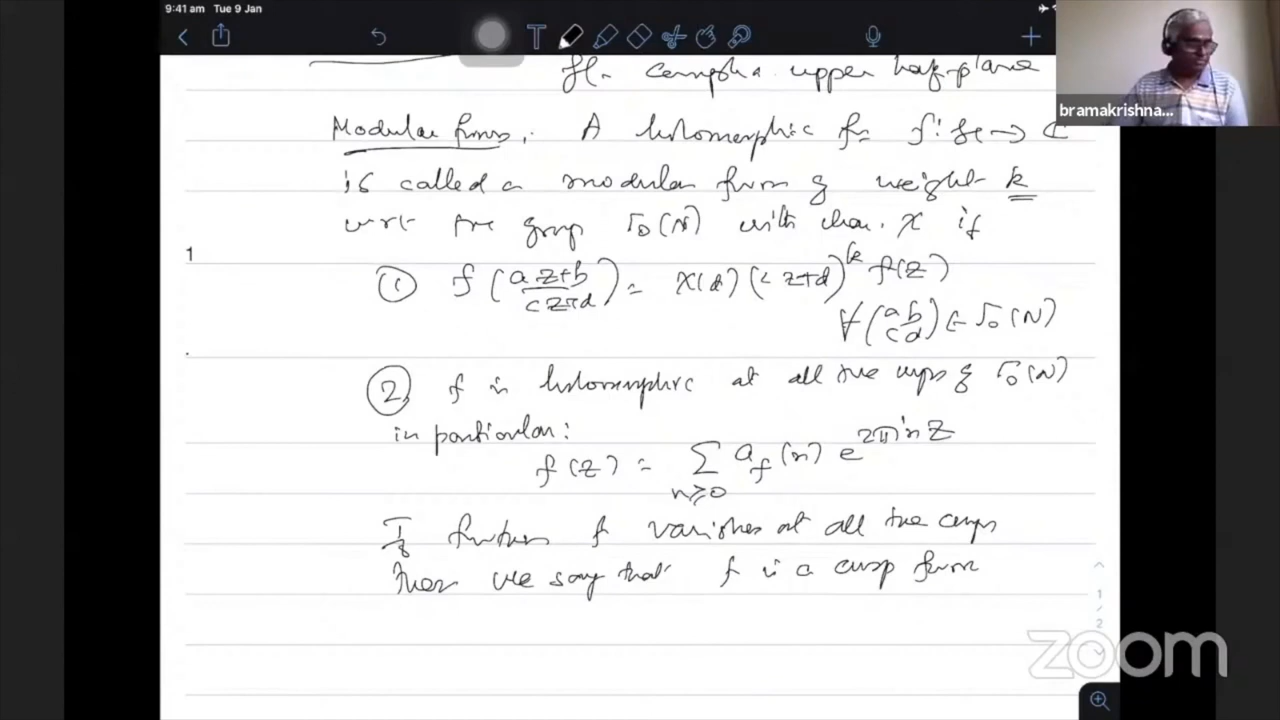 9:41 am Tue 9 Jan
bramakrishna...
ℋ - complex upper half-plane
Modular forms: A holomorphic fn f: ℋ → ℂ
is called a modular form of weight k
wrt the group Γ₀(N) with char. χ if
1
① f((az+b)/(cz+d)) = χ(d)(cz+d)^k f(z)
∀ (a b / c d) ∈ Γ₀(N)
② f is holomorphic at all the cusps of Γ₀(N)
in particular:
f(z) = ∑_{n≥0} a_f(n) e^{2πinz}
If further f vanishes at all the cusps
then we say that f is a cusp form
1
/
2
zoom